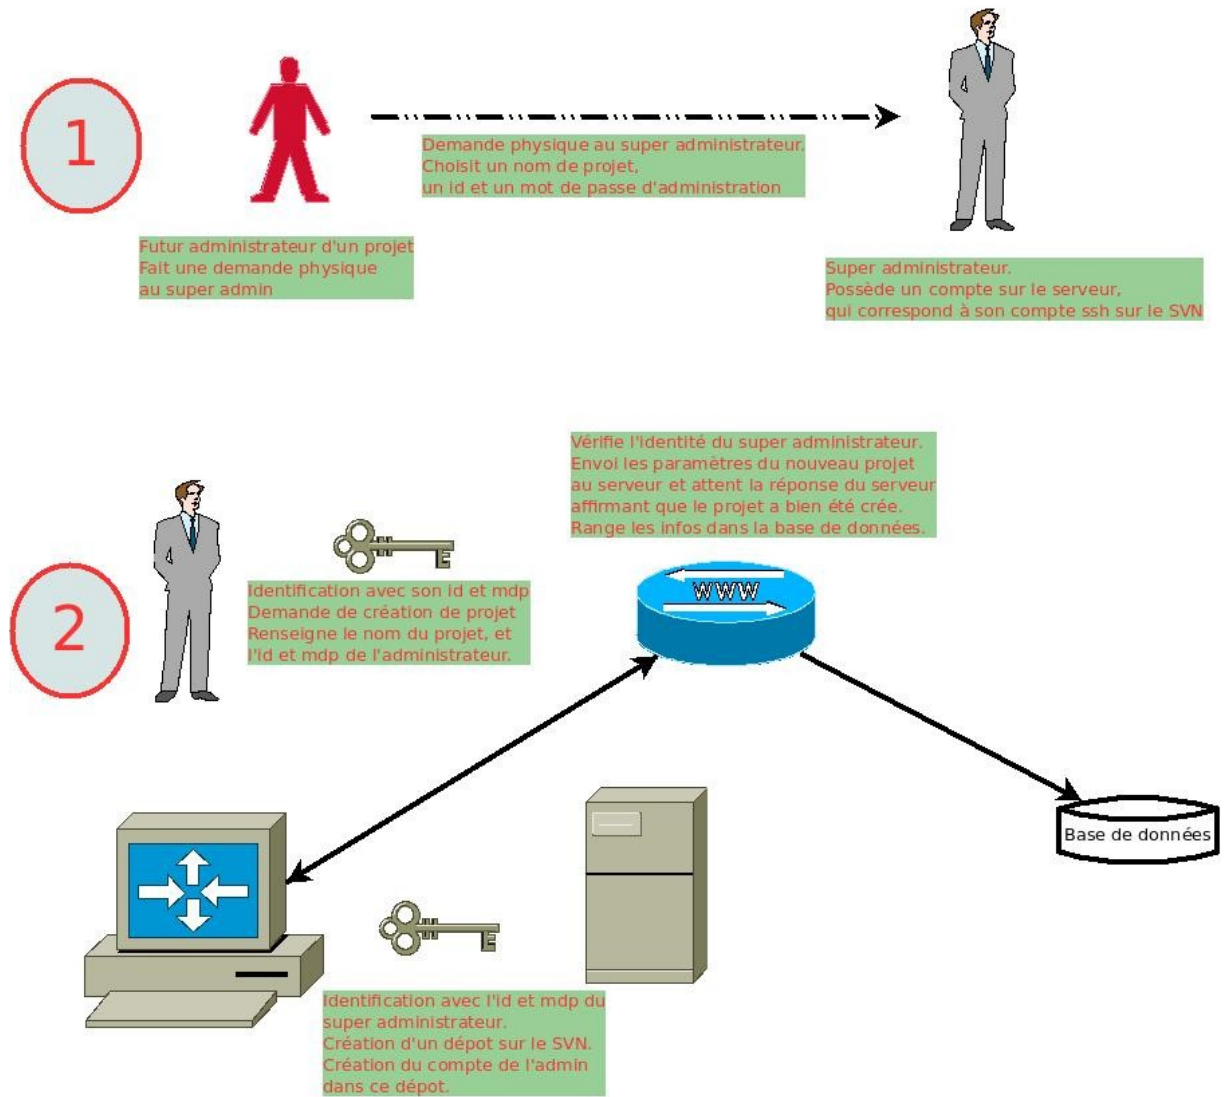 1
Demande physique au super administrateur.
Choisit un nom de projet,
un id et un mot de passe d'administration
Futur administrateur d'un projet
Fait une demande physique
au super admin
Super administrateur.
Possède un compte sur le serveur,
qui correspond à son compte ssh sur le SVN
2
Vérifie l'identité du super administrateur.
Envoi les paramètres du nouveau projet
au serveur et attent la réponse du serveur
affirmant que le projet a bien été crée.
Range les infos dans la base de données.
Identification avec son id et mdp
Demande de création de projet
Renseigne le nom du projet, et
l'id et mdp de l'administrateur.
WWW
Base de données
Identification avec l'id et mdp du
super administrateur.
Création d'un dépot sur le SVN.
Création du compte de l'admin
dans ce dépot.